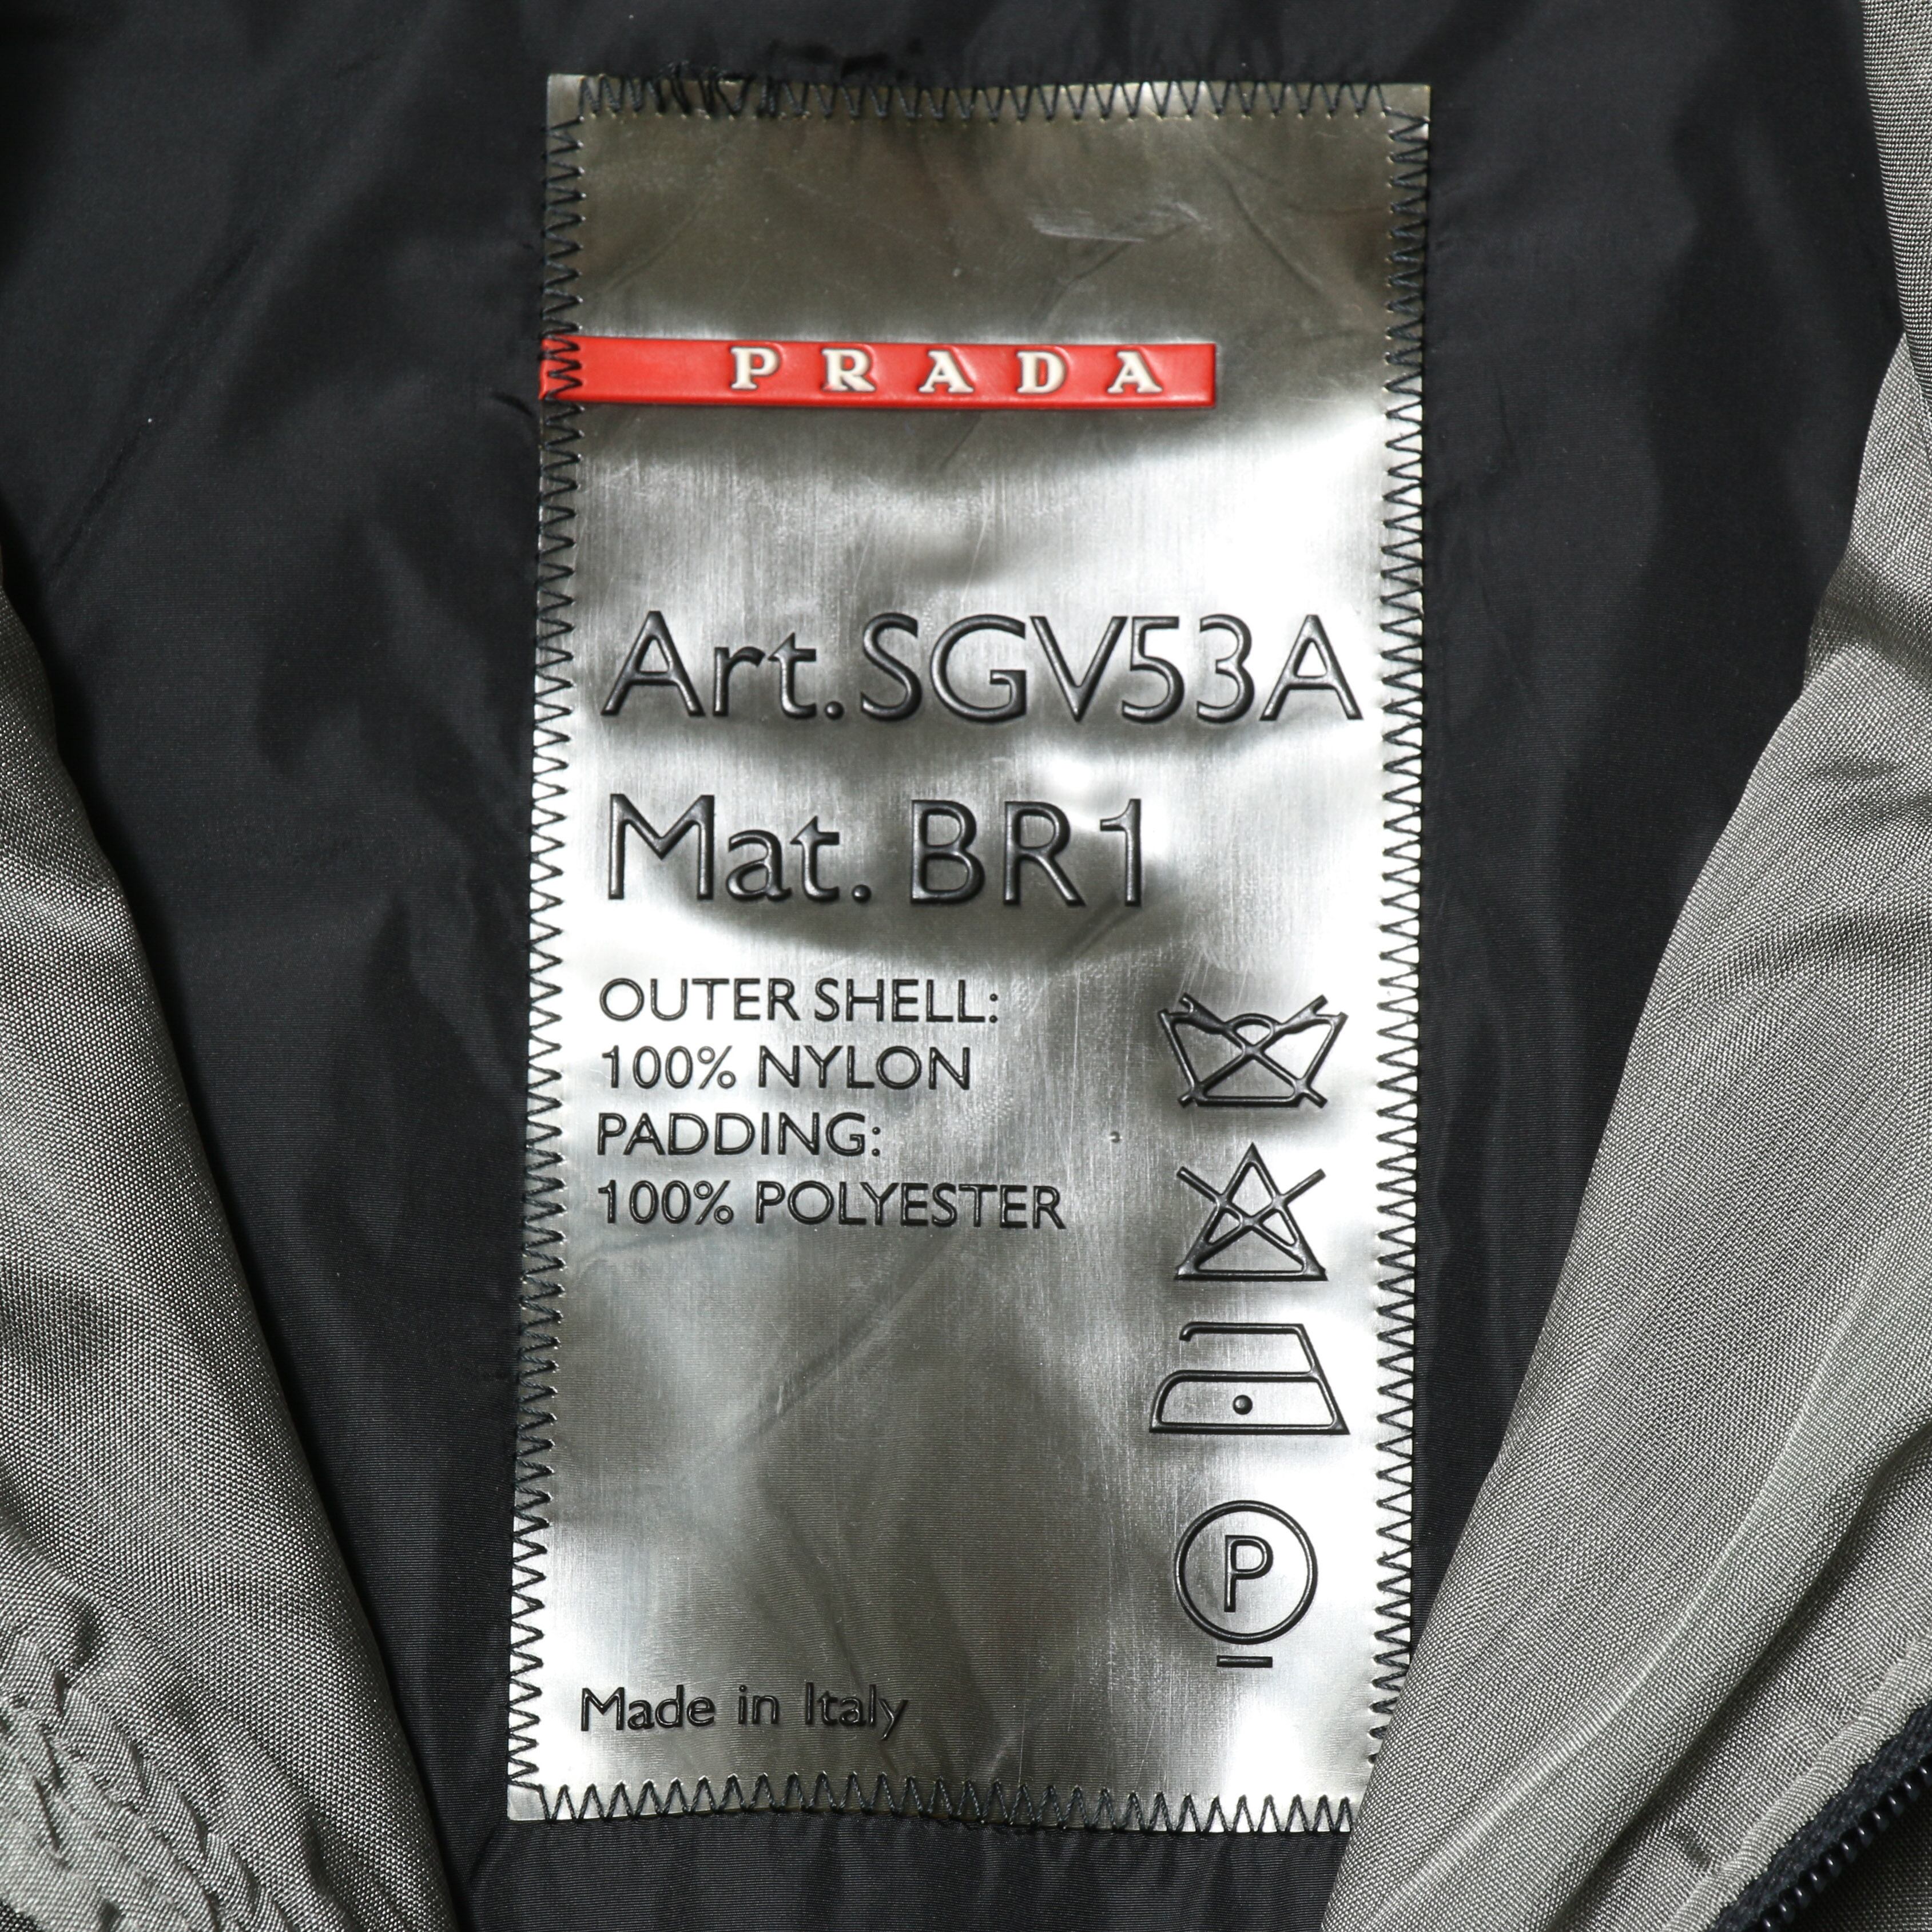 PRADA
Art.SGV53A
Mat. BR1
OUTER SHELL:
100% NYLON
PADDING:
100% POLYESTER
P
Made in Italy